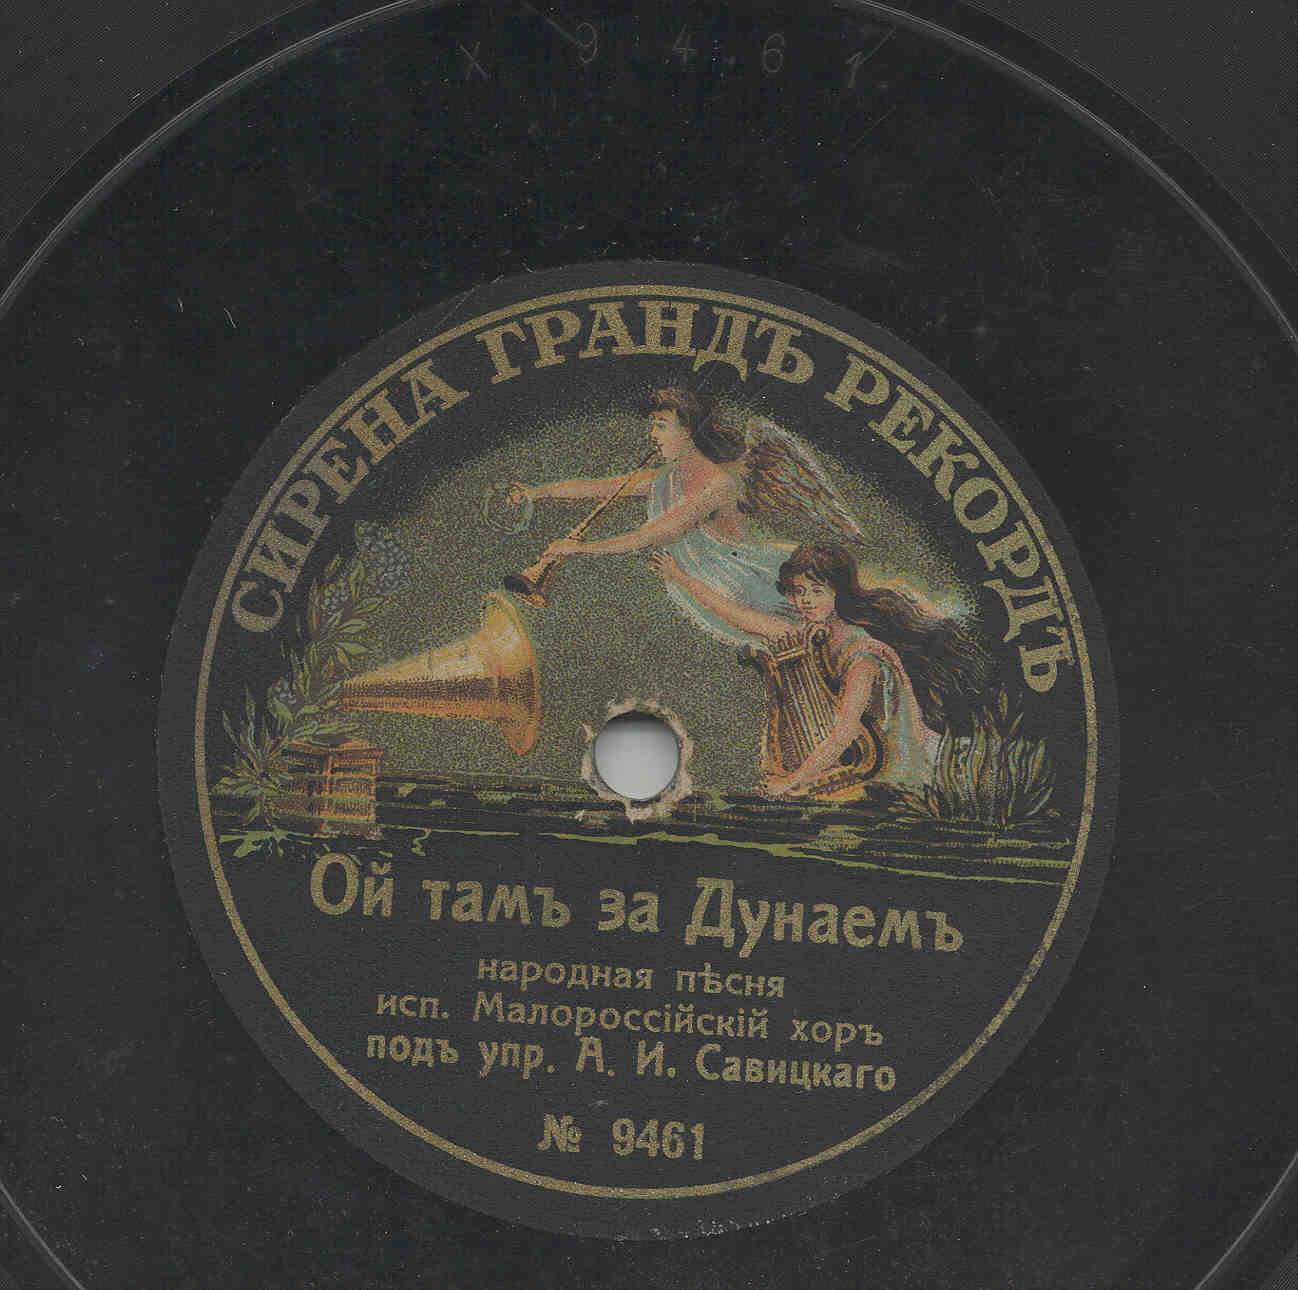 X 9461
СИРЕНА ГРАНДЪ РЕКОРДЪ
Ой тамъ за Дунаемъ
народная пѣсня
исп. Малороссійскій хоръ
подъ упр. А. И. Савицкаго
№ 9461